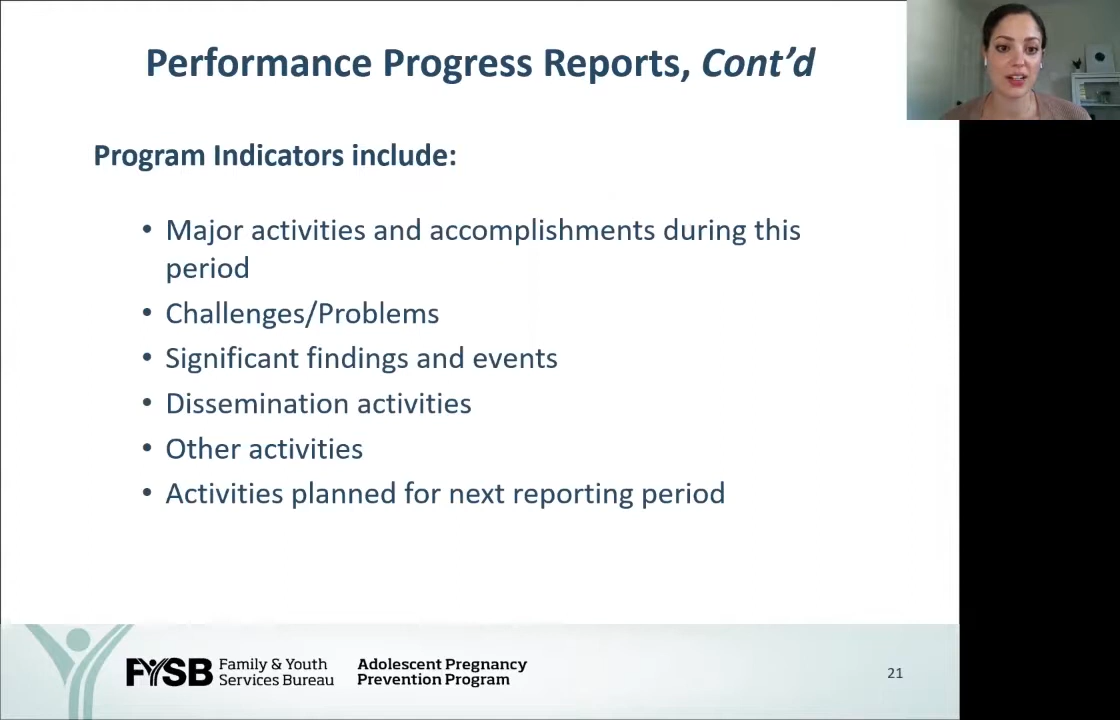 Performance Progress Reports, Cont’d
Program Indicators include:
• Major activities and accomplishments during this
period
• Challenges/Problems
• Significant findings and events
• Dissemination activities
• Other activities
• Activities planned for next reporting period
FYSB
Family & Youth
Services Bureau
Adolescent Pregnancy
Prevention Program
21